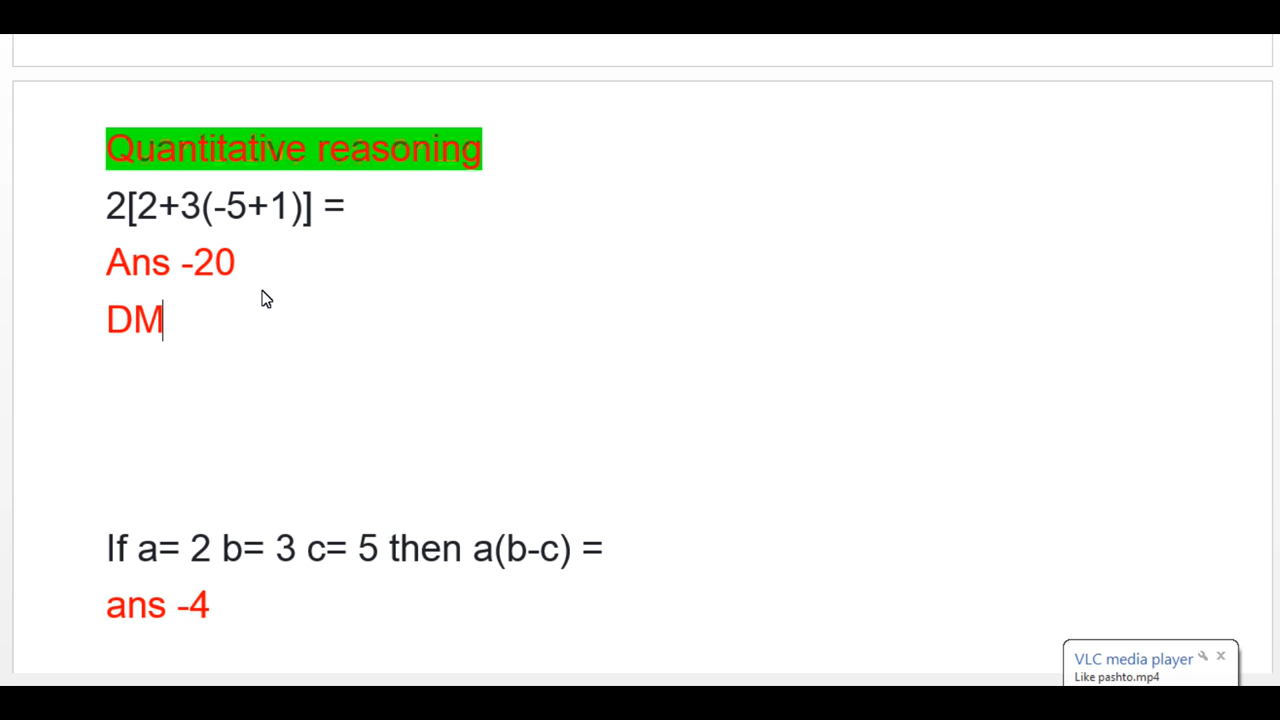 Quantitative reasoning
2[2+3(-5+1)] =
Ans -20
DM
If a= 2 b= 3 c= 5 then a(b-c) =
ans -4
VLC media player
Like pashto.mp4